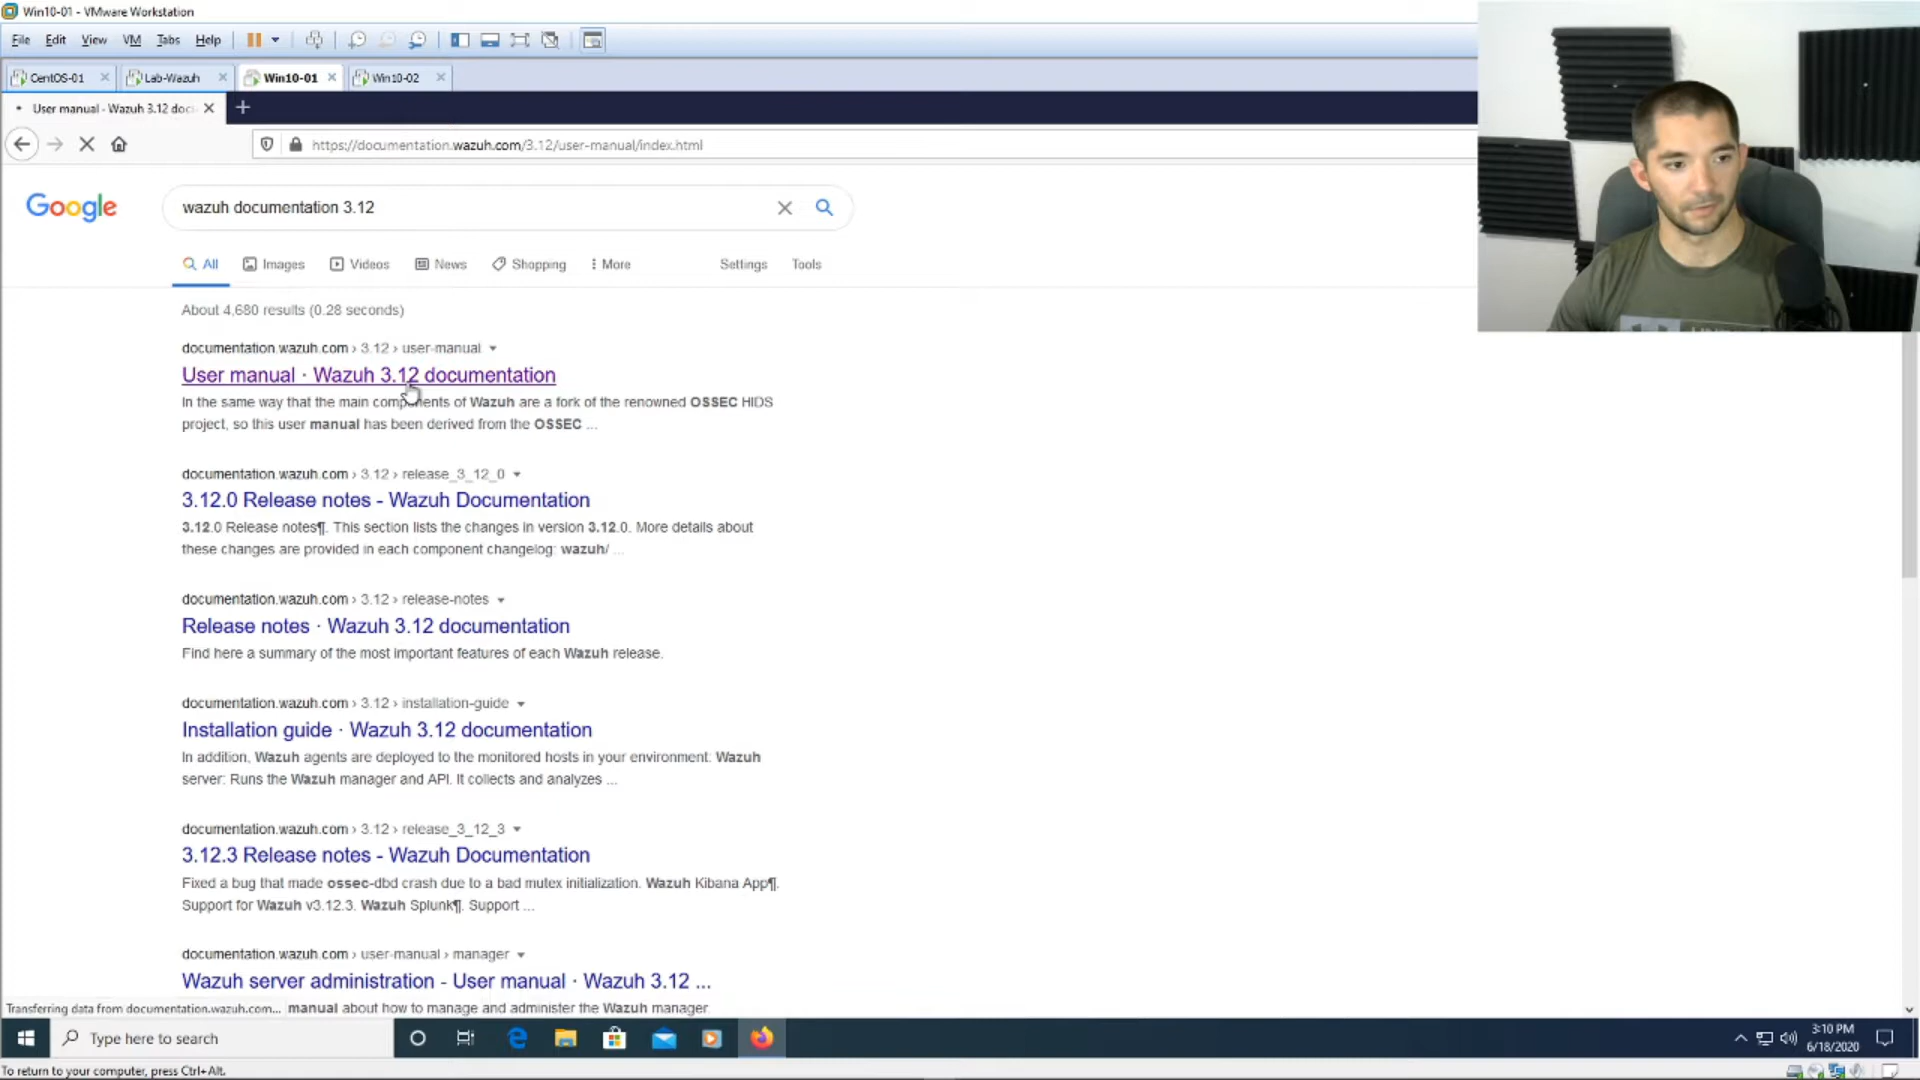 Win10-01 - VMware Workstation
File Edit View VM Tabs Help
CentOS-01 Lab-Wazuh Win10-01 Win10-02
User manual - Wazuh 3.12 doc
https://documentation.wazuh.com/3.12/user-manual/index.html
Google wazuh documentation 3.12
All Images Videos News Shopping More Settings Tools
About 4,680 results (0.28 seconds)
documentation.wazuh.com › 3.12 › user-manual
User manual · Wazuh 3.12 documentation
In the same way that the main components of Wazuh are a fork of the renowned OSSEC HIDS
project, so this user manual has been derived from the OSSEC ...
documentation.wazuh.com › 3.12 › release_3_12_0
3.12.0 Release notes - Wazuh Documentation
3.12.0 Release notes¶. This section lists the changes in version 3.12.0. More details about
these changes are provided in each component changelog: wazuh/ ...
documentation.wazuh.com › 3.12 › release-notes
Release notes · Wazuh 3.12 documentation
Find here a summary of the most important features of each Wazuh release.
documentation.wazuh.com › 3.12 › installation-guide
Installation guide · Wazuh 3.12 documentation
In addition, Wazuh agents are deployed to the monitored hosts in your environment: Wazuh
server: Runs the Wazuh manager and API. It collects and analyzes ...
documentation.wazuh.com › 3.12 › release_3_12_3
3.12.3 Release notes - Wazuh Documentation
Fixed a bug that made ossec-dbd crash due to a bad mutex initialization. Wazuh Kibana App¶.
Support for Wazuh v3.12.3. Wazuh Splunk¶. Support ...
documentation.wazuh.com › user-manual › manager
Wazuh server administration - User manual · Wazuh 3.12 ...
Transferring data from documentation.wazuh.com... manual about how to manage and administer the Wazuh manager.
Type here to search
3:10 PM
6/18/2020
To return to your computer, press Ctrl+Alt.